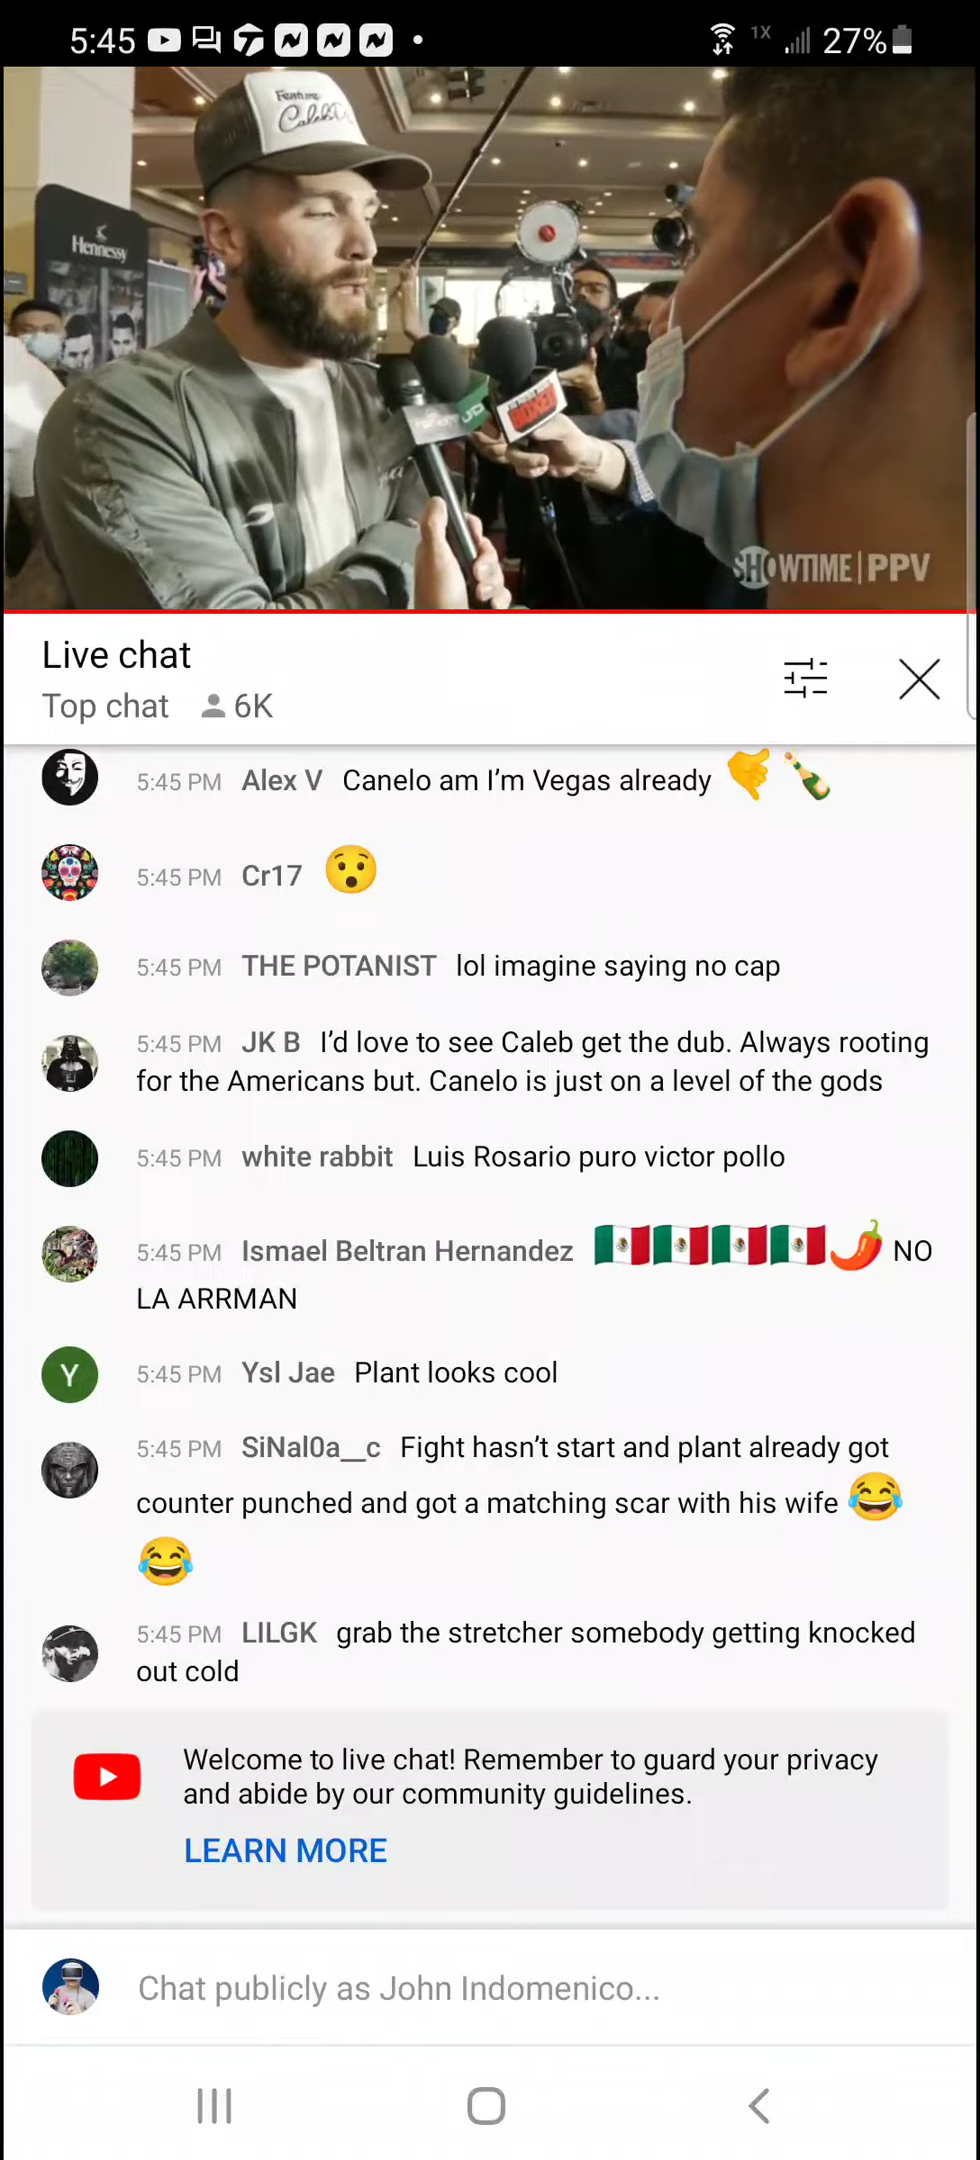 5:45
1X
27%
Feature
Hennessy
BOXED
SHOWTIME | PPV
Live chat
Top chat 6K
5:45 PM Alex V Canelo am I'm Vegas already 🤙🍾
5:45 PM Cr17 😯
5:45 PM THE POTANIST lol imagine saying no cap
5:45 PM JK B I'd love to see Caleb get the dub. Always rooting
for the Americans but. Canelo is just on a level of the gods
5:45 PM white rabbit Luis Rosario puro victor pollo
5:45 PM Ismael Beltran Hernandez 🇲🇽🇲🇽🇲🇽🇲🇽🌶️ NO
LA ARRMAN
Y
5:45 PM Ysl Jae Plant looks cool
5:45 PM SiNal0a__c Fight hasn't start and plant already got
counter punched and got a matching scar with his wife 😂
😂
5:45 PM LILGK grab the stretcher somebody getting knocked
out cold
Welcome to live chat! Remember to guard your privacy
and abide by our community guidelines.
LEARN MORE
Chat publicly as John Indomenico...